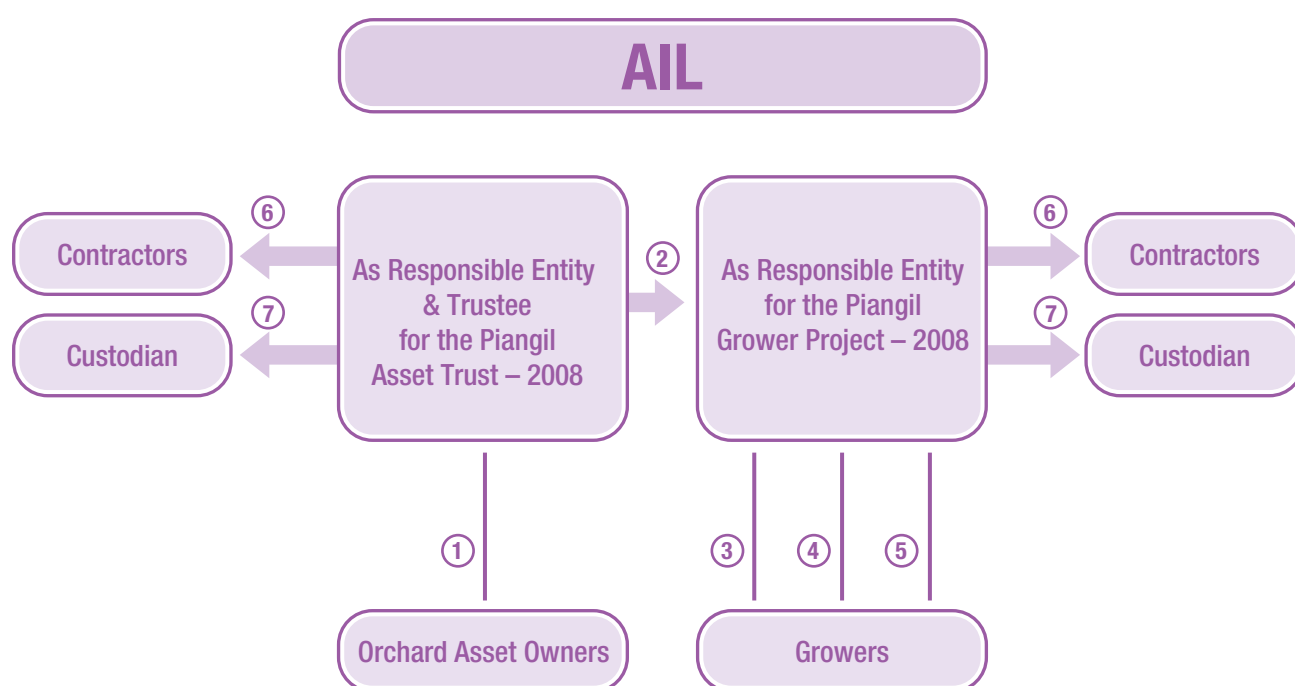 AIL
⑥
Contractors
⑦
Custodian
As Responsible Entity
& Trustee
for the Piangil
Asset Trust – 2008
②
As Responsible Entity
for the Piangil
Grower Project – 2008
⑥
Contractors
⑦
Custodian
①
③
④
⑤
Orchard Asset Owners
Growers